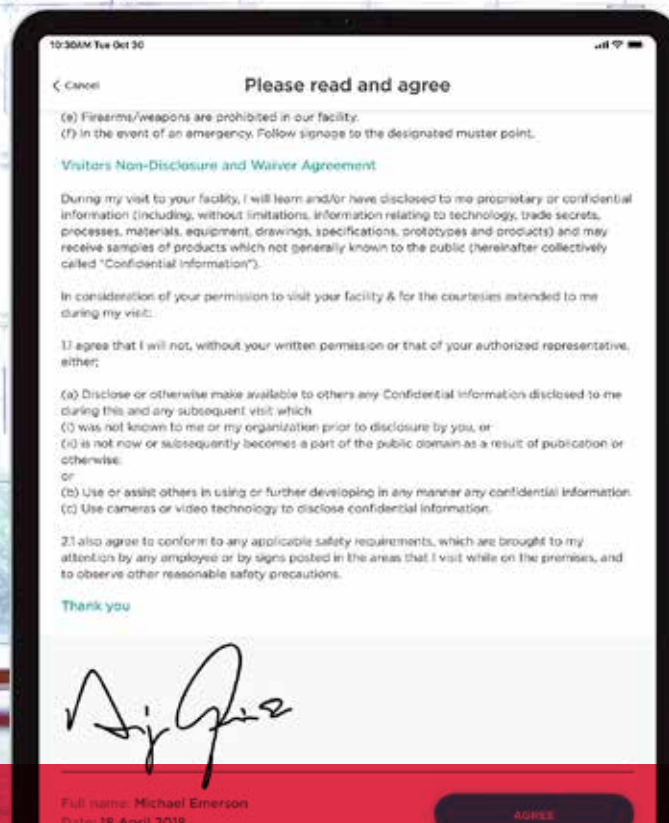 10:30AM Tue Oct 30
Cancel
Please read and agree
(e) Firearms/weapons are prohibited in our facility.
(f) In the event of an emergency. Follow signage to the designated muster point.
Visitors Non-Disclosure and Waiver Agreement
During my visit to your facility, I will learn and/or have disclosed to me proprietary or confidential
information (including, without limitations, information relating to technology, trade secrets,
processes, materials, equipment, drawings, specifications, prototypes and products) and may
receive samples of products which not generally known to the public (hereinafter collectively
called "Confidential Information").
In consideration of your permission to visit your facility & for the courtesies extended to me
during my visit:
1.I agree that I will not, without your written permission or that of your authorized representative,
either;
(a) Disclose or otherwise make available to others any Confidential Information disclosed to me
during this and any subsequent visit which
(i) was not known to me or my organization prior to disclosure by you, or
(ii) is not now or subsequently becomes a part of the public domain as a result of publication or
otherwise:
or
(b) Use or assist others in using or further developing in any manner any confidential information.
(c) Use cameras or video technology to disclose confidential information.
2.I also agree to conform to any applicable safety requirements, which are brought to my
attention by any employee or by signs posted in the areas that I visit while on the premises, and
to observe other reasonable safety precautions.
Thank you
Full name: Michael Emerson
AGREE
Date: 18 April 2018